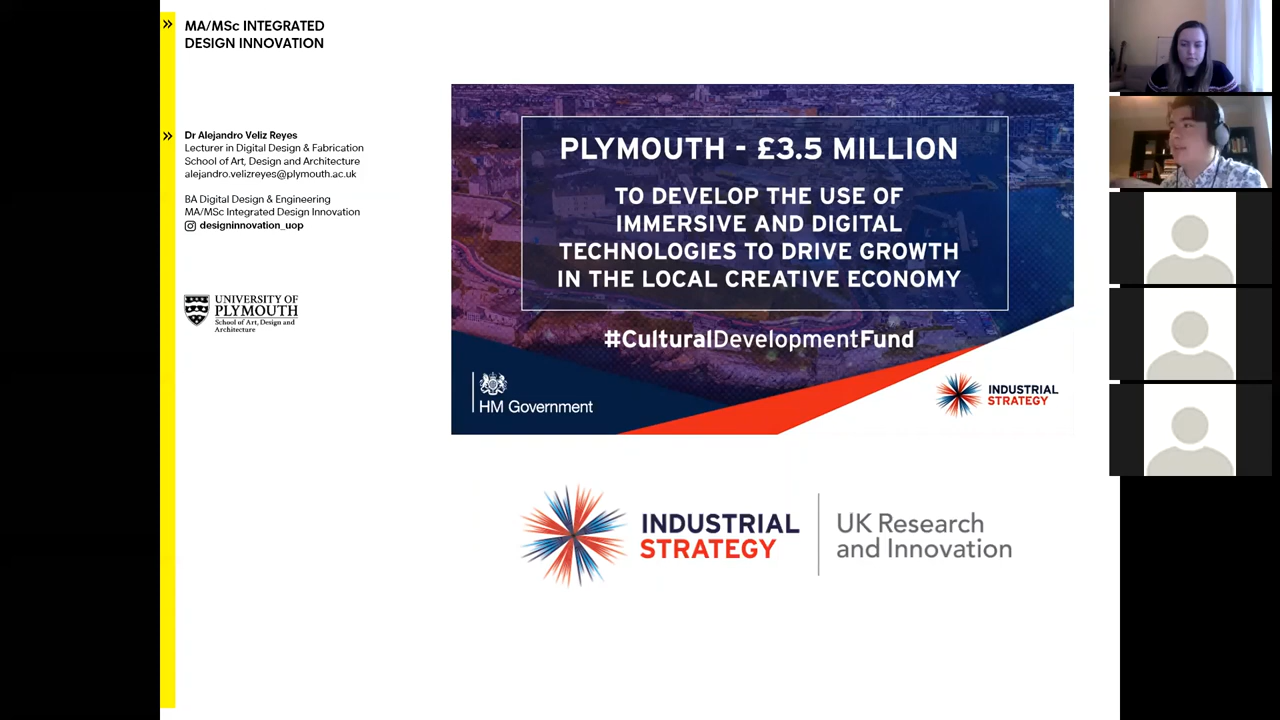 MA/MSc INTEGRATED
DESIGN INNOVATION
Dr Alejandro Veliz Reyes
Lecturer in Digital Design & Fabrication
School of Art, Design and Architecture
alejandro.velizreyes@plymouth.ac.uk
BA Digital Design & Engineering
MA/MSc Integrated Design Innovation
designinnovation_uop
UNIVERSITY OF
PLYMOUTH
School of Art, Design and
Architecture
PLYMOUTH - £3.5 MILLION
TO DEVELOP THE USE OF
IMMERSIVE AND DIGITAL
TECHNOLOGIES TO DRIVE GROWTH
IN THE LOCAL CREATIVE ECONOMY
#CulturalDevelopmentFund
HM Government
INDUSTRIAL
STRATEGY
INDUSTRIAL
STRATEGY
UK Research
and Innovation